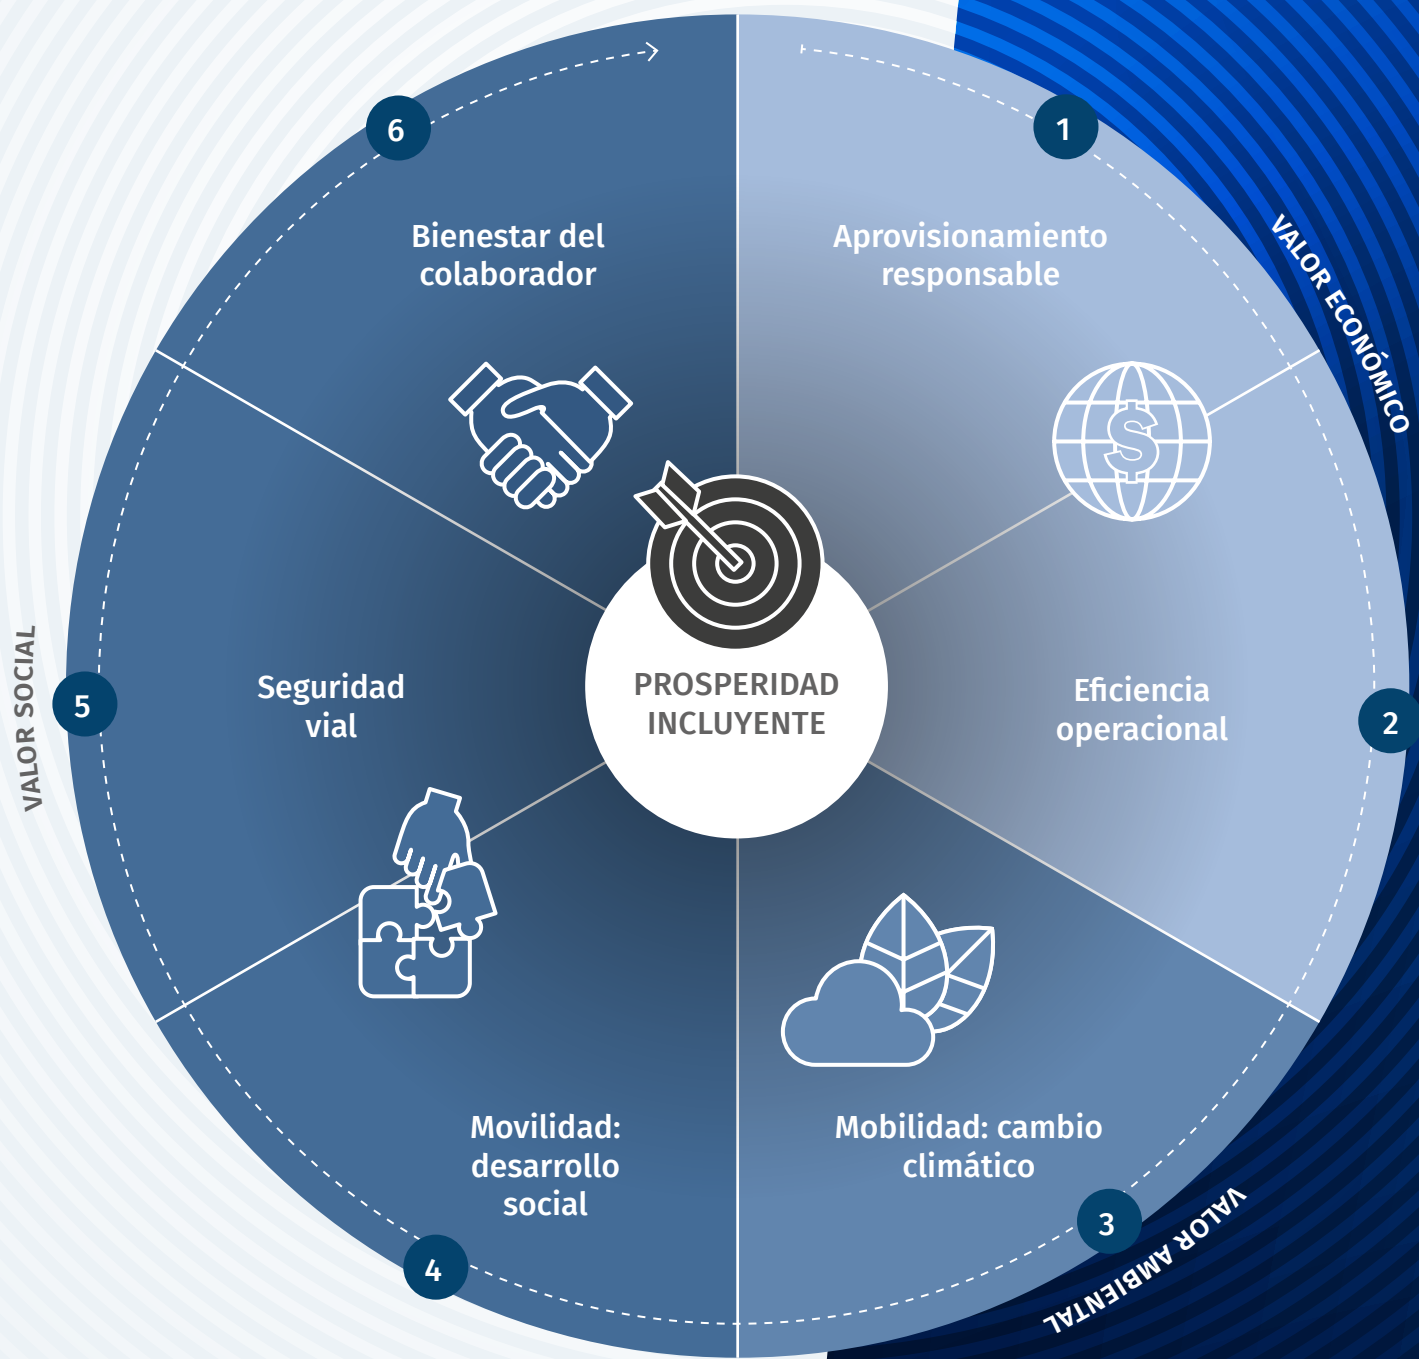 6
1
Bienestar del
colaborador
Aprovisionamiento
responsable
VALOR ECONÓMICO
$
PROSPERIDAD
INCLUYENTE
Seguridad
vial
5
VALOR SOCIAL
Eficiencia
operacional
2
Movilidad:
desarrollo
social
4
Mobilidad: cambio
climático
3
VALOR AMBIENTAL